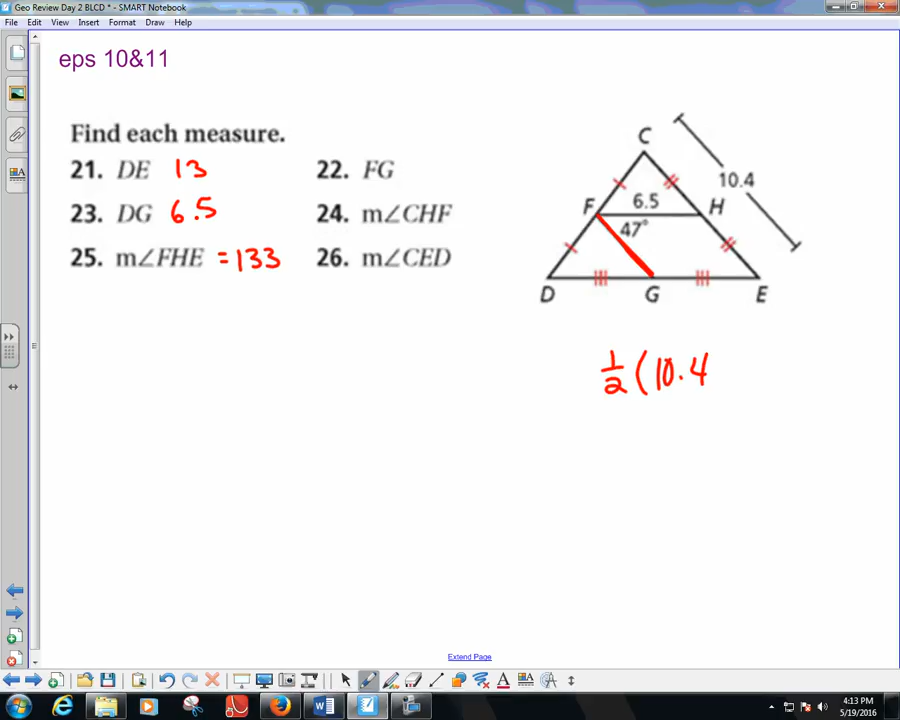 Geo Review Day 2 BLCD * - SMART Notebook
File Edit View Insert Format Draw Help
eps 10&11
Find each measure.
21. DE 13
22. FG
23. DG 6.5
24. m∠CHF
25. m∠FHE = 133
26. m∠CED
C
10.4
F 6.5 H
47°
D G E
1/2 (10.4
Extend Page
4:13 PM
5/19/2016